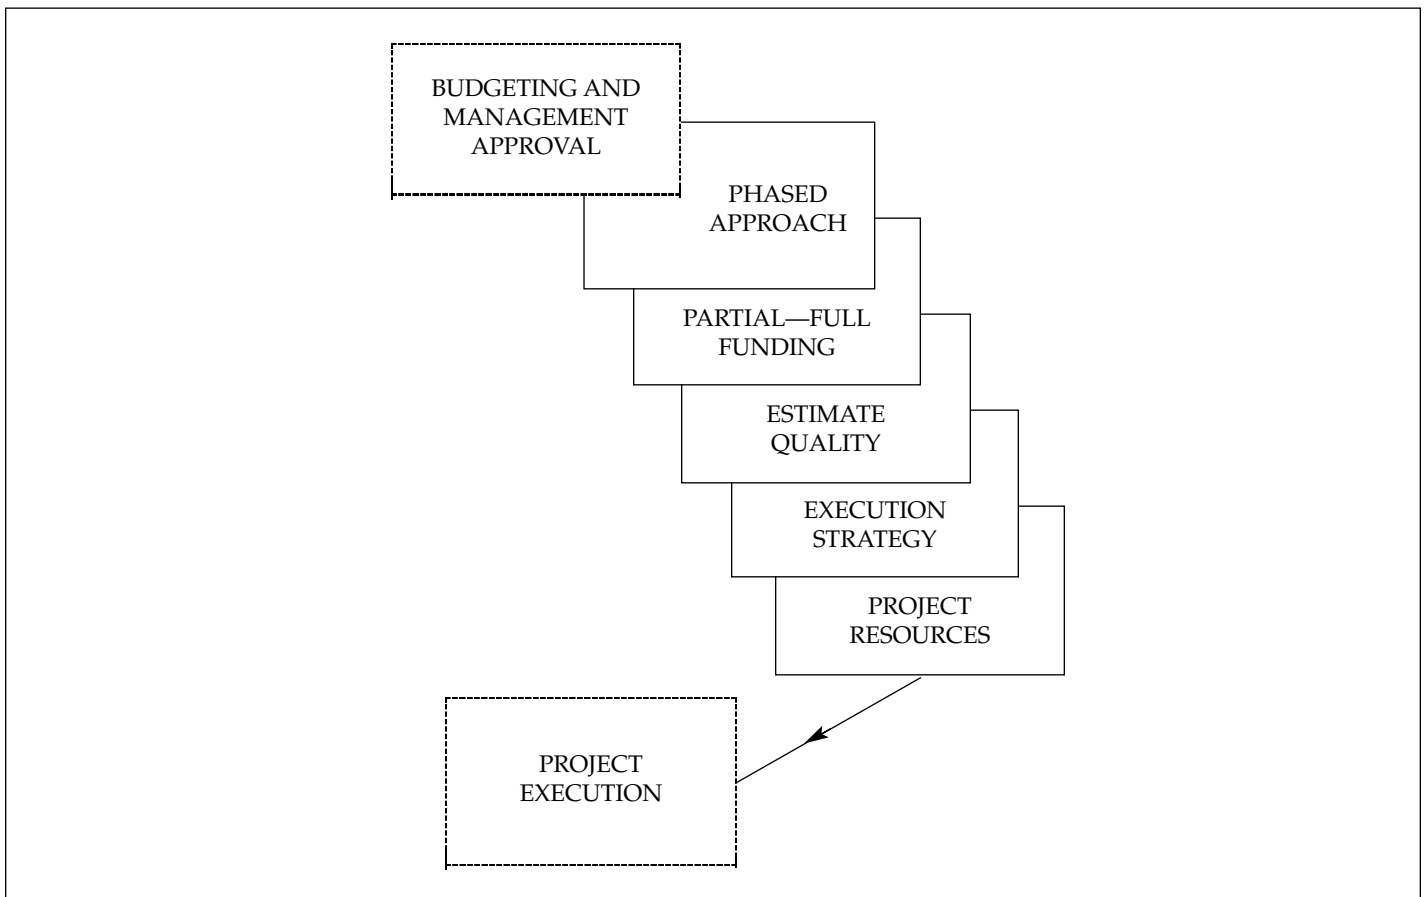 BUDGETING AND
MANAGEMENT
APPROVAL
PHASED
APPROACH
PARTIAL—FULL
FUNDING
ESTIMATE
QUALITY
EXECUTION
STRATEGY
PROJECT
RESOURCES
PROJECT
EXECUTION